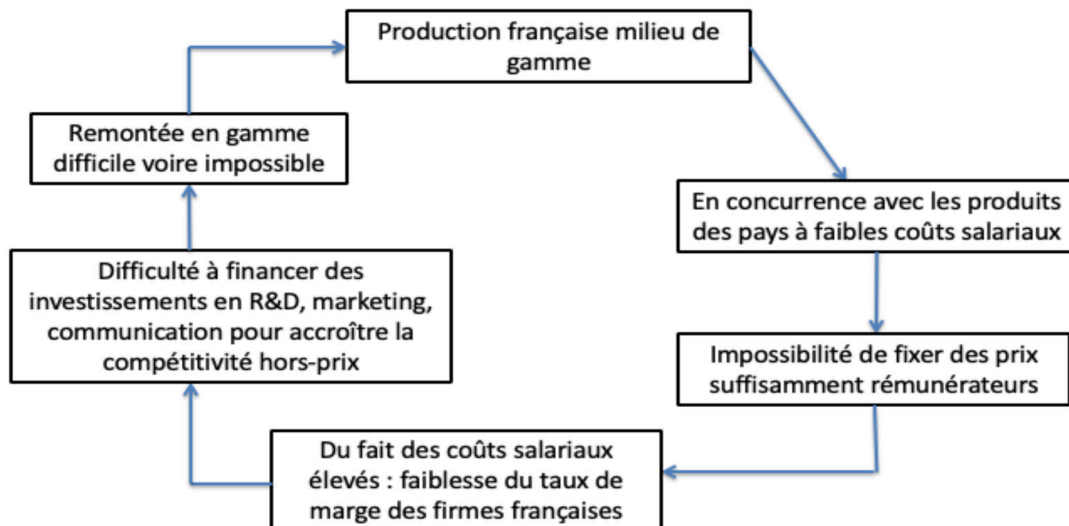 Production française milieu de
gamme
En concurrence avec les produits
des pays à faibles coûts salariaux
Impossibilité de fixer des prix
suffisamment rémunérateurs
Du fait des coûts salariaux
élevés : faiblesse du taux de
marge des firmes françaises
Difficulté à financer des
investissements en R&D, marketing,
communication pour accroître la
compétitivité hors-prix
Remontée en gamme
difficile voire impossible